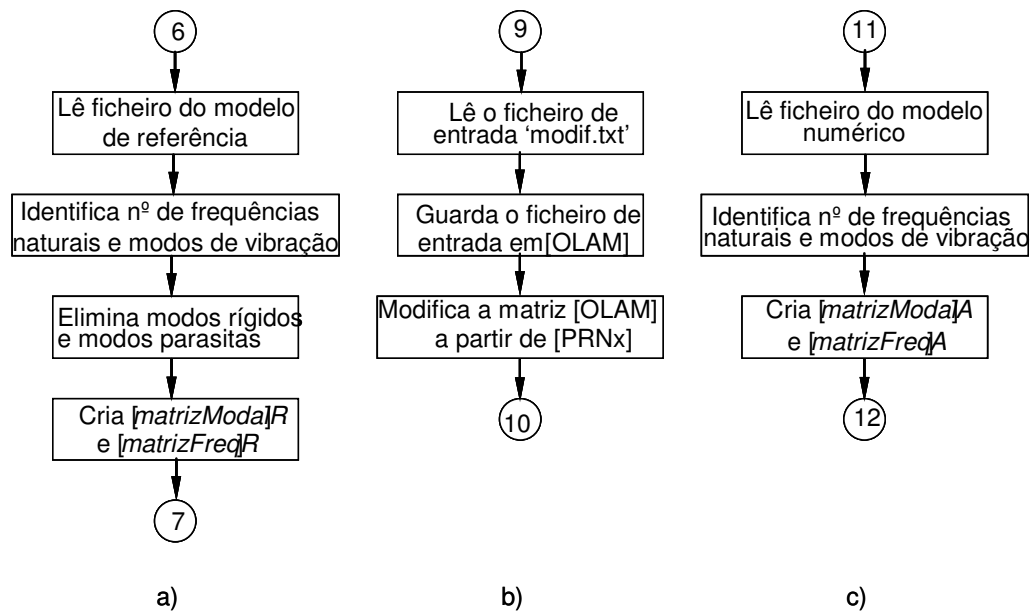 6
Lê ficheiro do modelo
de referência
Identifica nº de frequências
naturais e modos de vibração
Elimina modos rígidos
e modos parasitas
Cria [matrizModal]R
e [matrizFreq]R
7
a)
9
Lê o ficheiro de
entrada ‘modif.txt’
Guarda o ficheiro de
entrada em[OLAM]
Modifica a matriz [OLAM]
a partir de [PRNx]
10
b)
11
Lê ficheiro do modelo
numérico
Identifica nº de frequências
naturais e modos de vibração
Cria [matrizModal]A
e [matrizFreq]A
12
c)